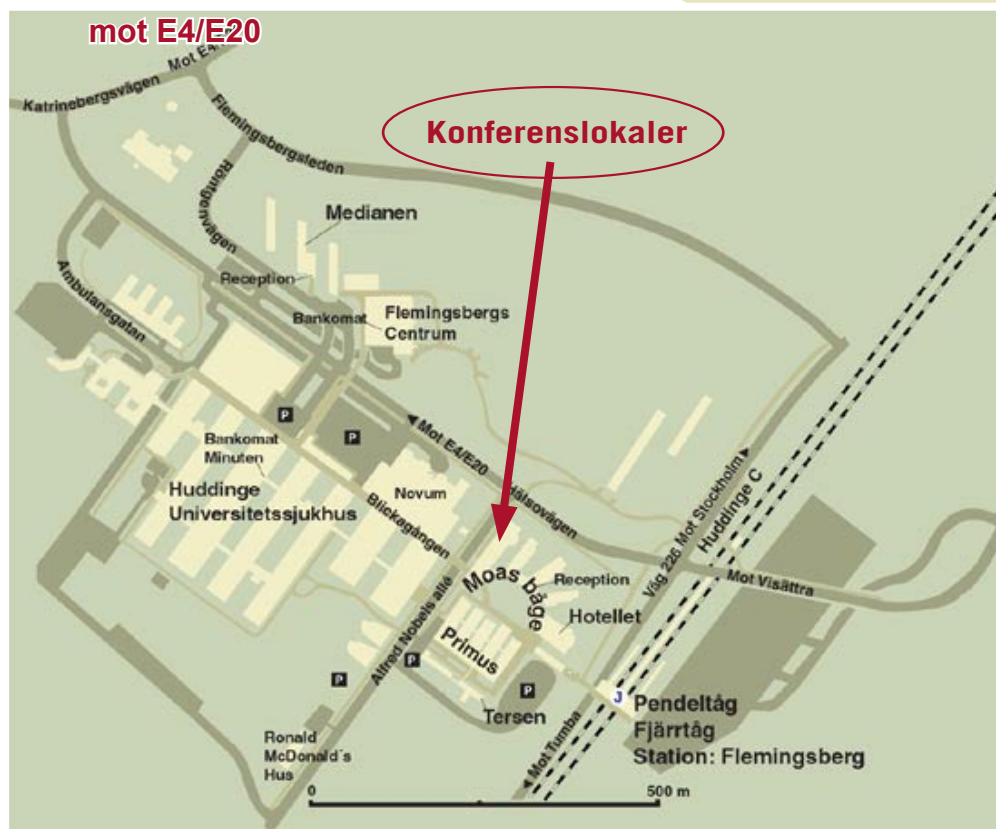 mot E4/E20
Mot E4/E20
Katrinebergsvägen
Flemingsbergsleden
Konferenslokaler
Röntgenvägen
Medianen
Reception
Bankomat
Flemingsbergs
Centrum
Ambulansgatan
P
P
Mot E4/E20
Bankomat
Minuten
Huddinge
Universitetssjukhus
Novum
Blickagången
Hälsovägen
Väg 226 Mot Stockholm
Huddinge C
Mot Visättra
Moas båge
Reception
Hotellet
Alfred Nobels allé
Primus
P
P
P
Tersen
J
Pendeltåg
Fjärrtåg
Station: Flemingsberg
Mot Tumba
Ronald
McDonald´s
Hus
0
500 m